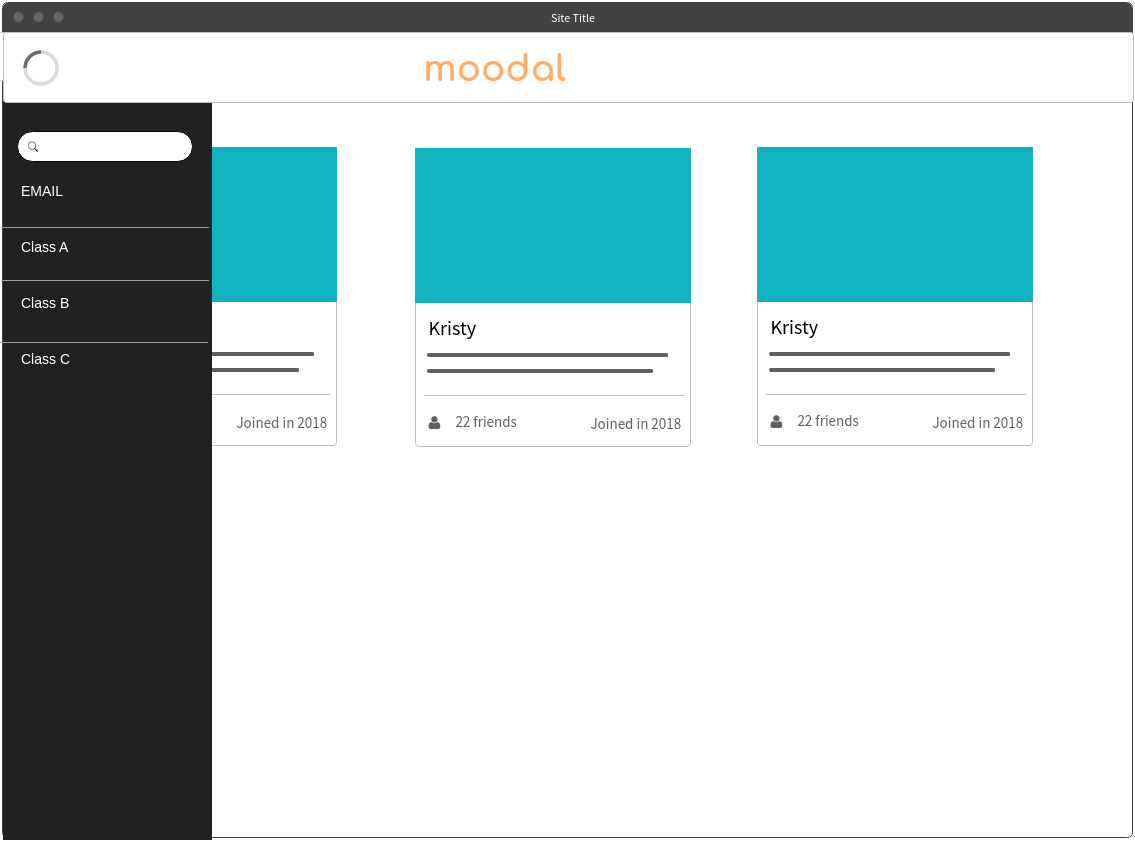 Site Title
moodal
EMAIL
Class A
Class B
Class C
Joined in 2018
Kristy
22 friends
Joined in 2018
Kristy
22 friends
Joined in 2018